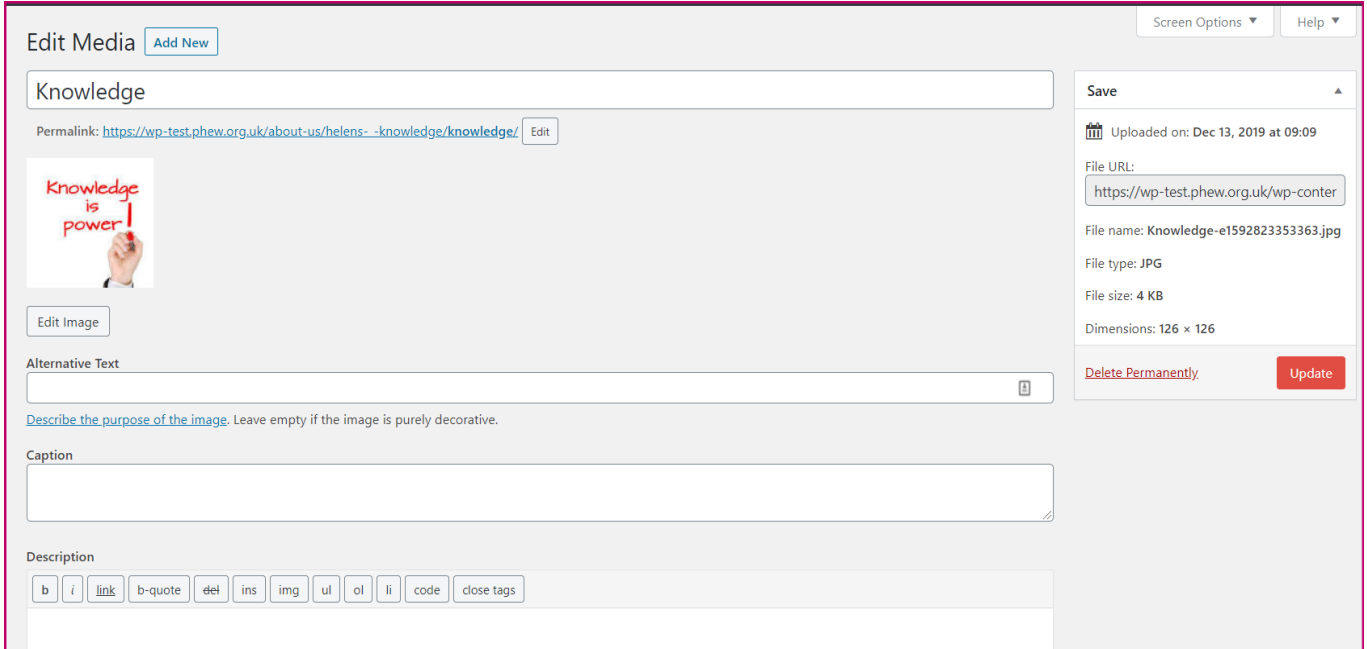 Screen Options ▼ Help ▼
Edit Media Add New
Knowledge
Permalink: https://wp-test.phew.org.uk/about-us/helens- -knowledge/knowledge/ Edit
Knowledge
is
power!
Edit Image
Alternative Text
Describe the purpose of the image. Leave empty if the image is purely decorative.
Caption
Description
b i link b-quote del ins img ul ol li code close tags
Save
Uploaded on: Dec 13, 2019 at 09:09
File URL:
https://wp-test.phew.org.uk/wp-conter
File name: Knowledge-e1592823353363.jpg
File type: JPG
File size: 4 KB
Dimensions: 126 × 126
Delete Permanently Update